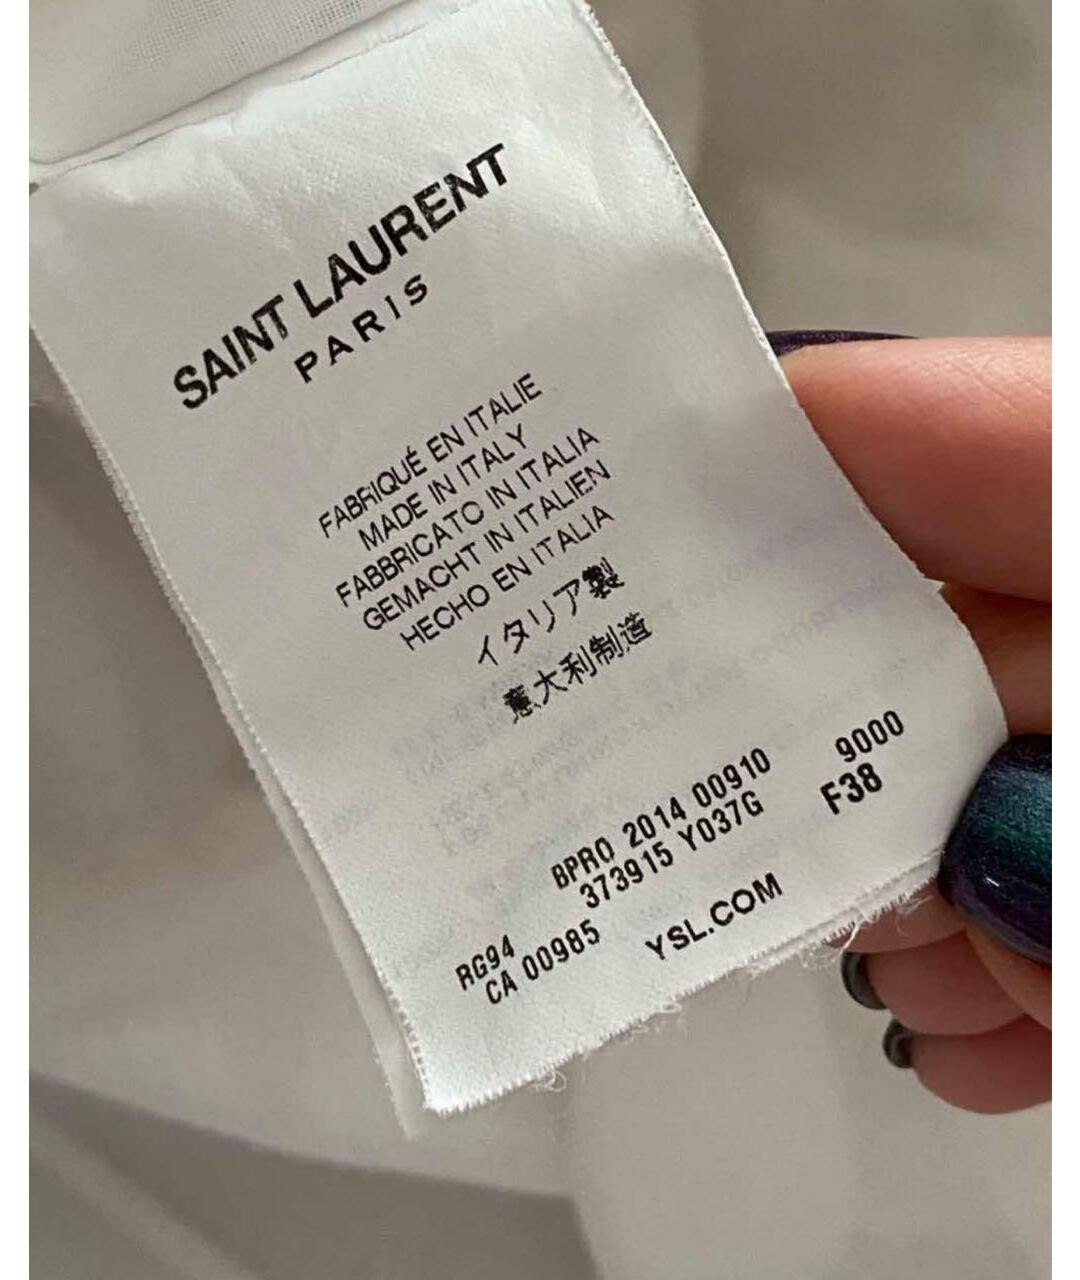 SAINT LAURENT
PARIS
FABRIQUÉ EN ITALIE
MADE IN ITALY
FABBRICATO IN ITALIA
GEMACHT IN ITALIEN
HECHO EN ITALIA
イタリア製
意大利制造
BPRO 2014 00910 9000
373915 Y037G F38
RG94
CA 00985 YSL.COM